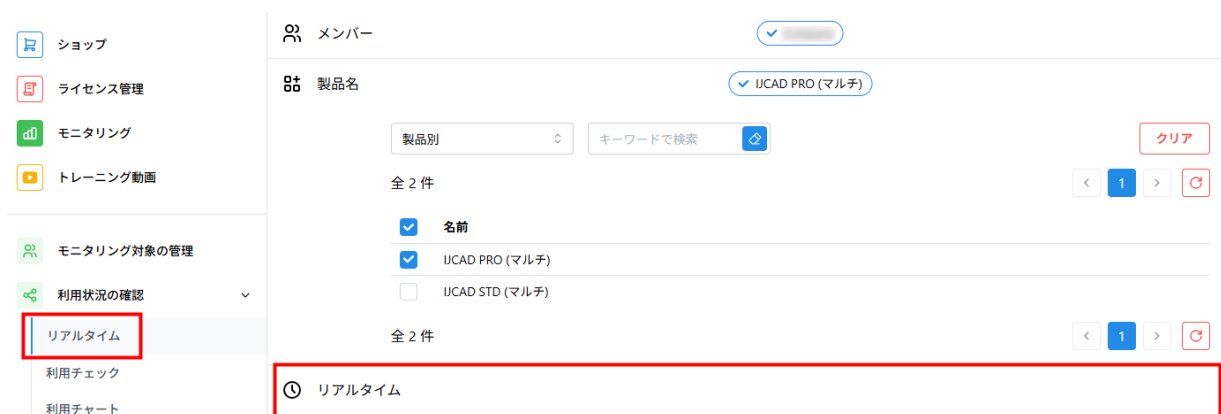 ショップ
ライセンス管理
モニタリング
トレーニング動画
モニタリング対象の管理
利用状況の確認
リアルタイム
利用チェック
利用チャート
メンバー
製品名
IJCAD PRO (マルチ)
製品別
キーワードで検索
クリア
全 2 件
1
名前
IJCAD PRO (マルチ)
IJCAD STD (マルチ)
全 2 件
1
リアルタイム